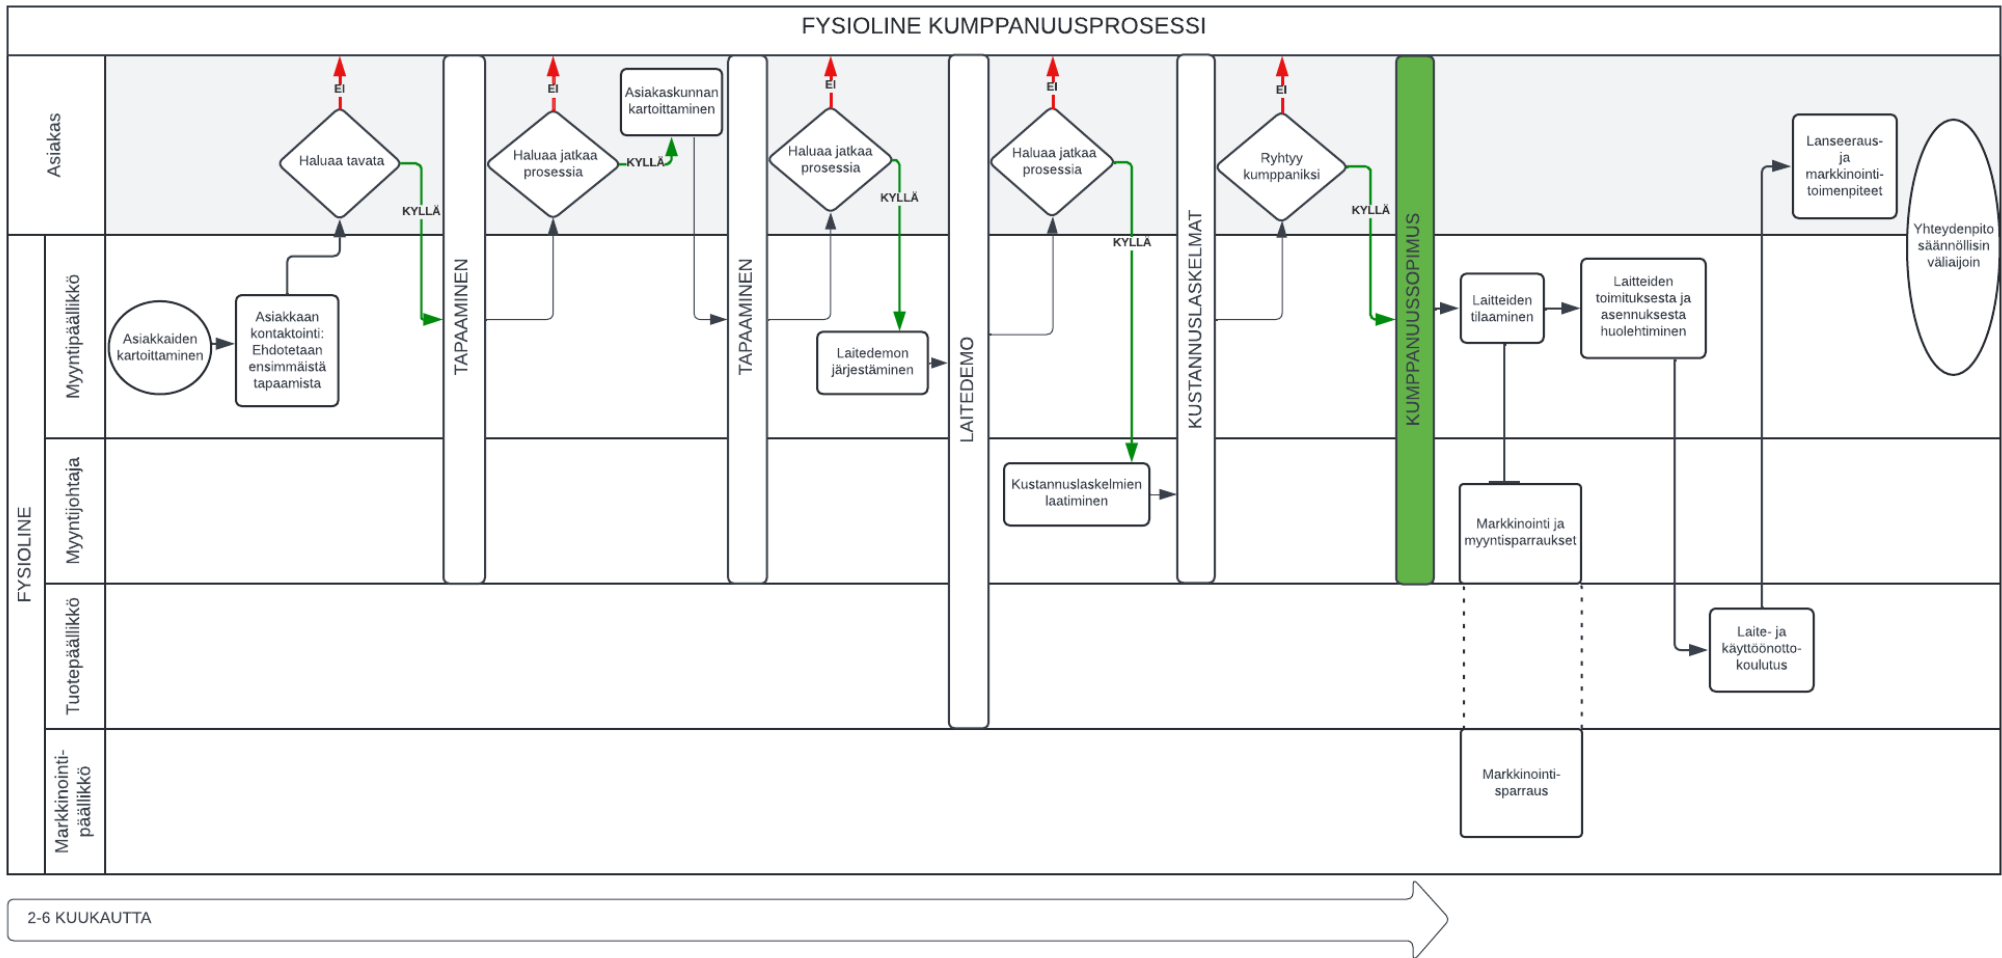 FYSIOLINE KUMPPANUUSPROSESSI
Asiakas
EI
Haluaa tavata
KYLLÄ
EI
Haluaa jatkaa
prosessia
KYLLÄ
Asiakaskunnan
kartoittaminen
EI
Haluaa jatkaa
prosessia
KYLLÄ
EI
Haluaa jatkaa
prosessia
KYLLÄ
EI
Ryhtyy
kumppaniksi
KYLLÄ
Lanseeraus-
ja
markkinointi-
toimenpiteet
Yhteydenpito
säännöllisin
väliaijoin
FYSIOLINE
Myyntipäällikkö
Asiakkaiden
kartoittaminen
Asiakkaan
kontaktointi:
Ehdotetaan
ensimmäistä
tapaamista
TAPAAMINEN
TAPAAMINEN
Laitedemon
järjestäminen
LAITEDEMO
KUSTANNUSLASKELMAT
KUMPPANUUSSOPIMUS
Laitteiden
tilaaminen
Laitteiden
toimituksesta ja
asennuksesta
huolehtiminen
Myyntijohtaja
Kustannuslaskelmien
laatiminen
Markkinointi ja
myyntisparraukset
Tuotepäällikkö
Laite- ja
käyttöönotto-
koulutus
Markkinointi-
päällikkö
Markkinointi-
sparraus
2-6 KUUKAUTTA